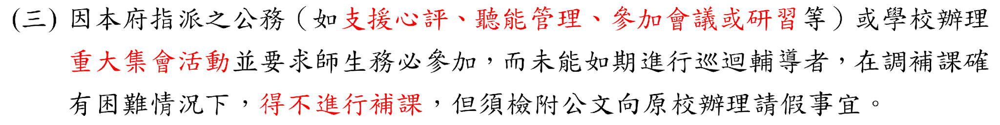 (三) 因本府指派之公務（如支援心評、聽能管理、參加會議或研習等）或學校辦理
重大集會活動並要求師生務必參加，而未能如期進行巡迴輔導者，在調補課確
有困難情況下，得不進行補課，但須檢附公文向原校辦理請假事宜。